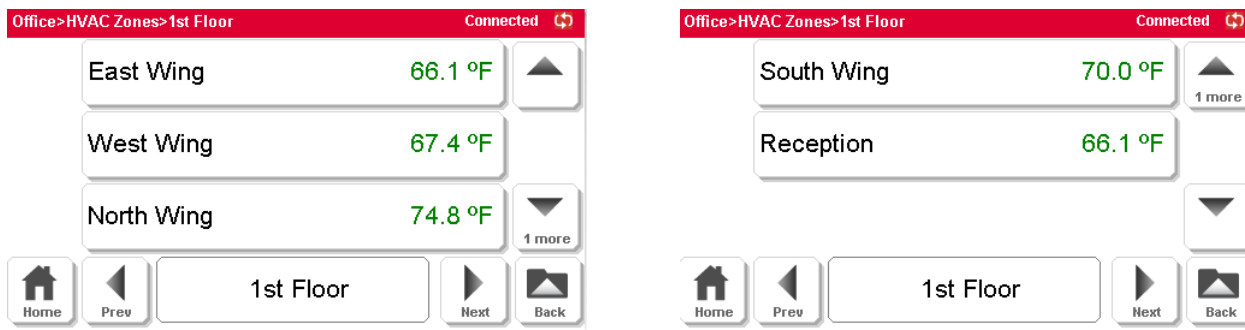 Office>HVAC Zones>1st Floor Connected
East Wing 66.1 ºF
West Wing 67.4 ºF
North Wing 74.8 ºF
1 more
Home Prev 1st Floor Next Back
Office>HVAC Zones>1st Floor Connected
South Wing 70.0 ºF
1 more
Reception 66.1 ºF
Home Prev 1st Floor Next Back